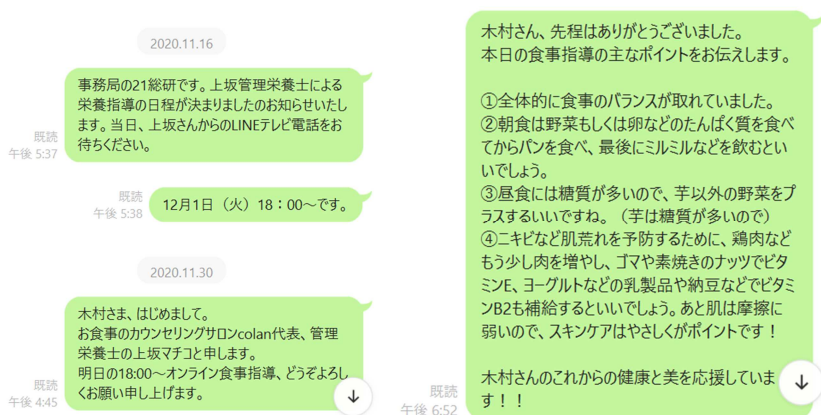 2020.11.16
事務局の21総研です。上坂管理栄養士による
栄養指導の日程が決まりましたのお知らせいたし
ます。当日、上坂さんからのLINEテレビ電話をお
待ちください。
既読
午後 5:37
12月1日（火）18：00～です。
既読
午後 5:38
2020.11.30
木村さま、はじめまして。
お食事のカウンセリングサロンcolan代表、管理
栄養士の上坂マチコと申します。
明日の18:00～オンライン食事指導、どうぞよろし
くお願い申し上げます。
既読
午後 4:45
木村さん、先程はありがとうございました。
本日の食事指導の主なポイントをお伝えします。
①全体的に食事のバランスが取れていました。
②朝食は野菜もしくは卵などのたんぱく質を食べ
てからパンを食べ、最後にミルミルなどを飲むとい
いでしょう。
③昼食には糖質が多いので、芋以外の野菜をプ
ラスするいいですね。（芋は糖質が多いので）
④ニキビなど肌荒れを予防するために、鶏肉など
もう少し肉を増やし、ゴマや素焼きのナッツでビタ
ミンE、ヨーグルトなどの乳製品や納豆などでビタミ
ンB2も補給するといいでしょう。あと肌は摩擦に
弱いので、スキンケアはやさしくがポイントです！
木村さんのこれからの健康と美を応援していま
す！！
既読
午後 6:52